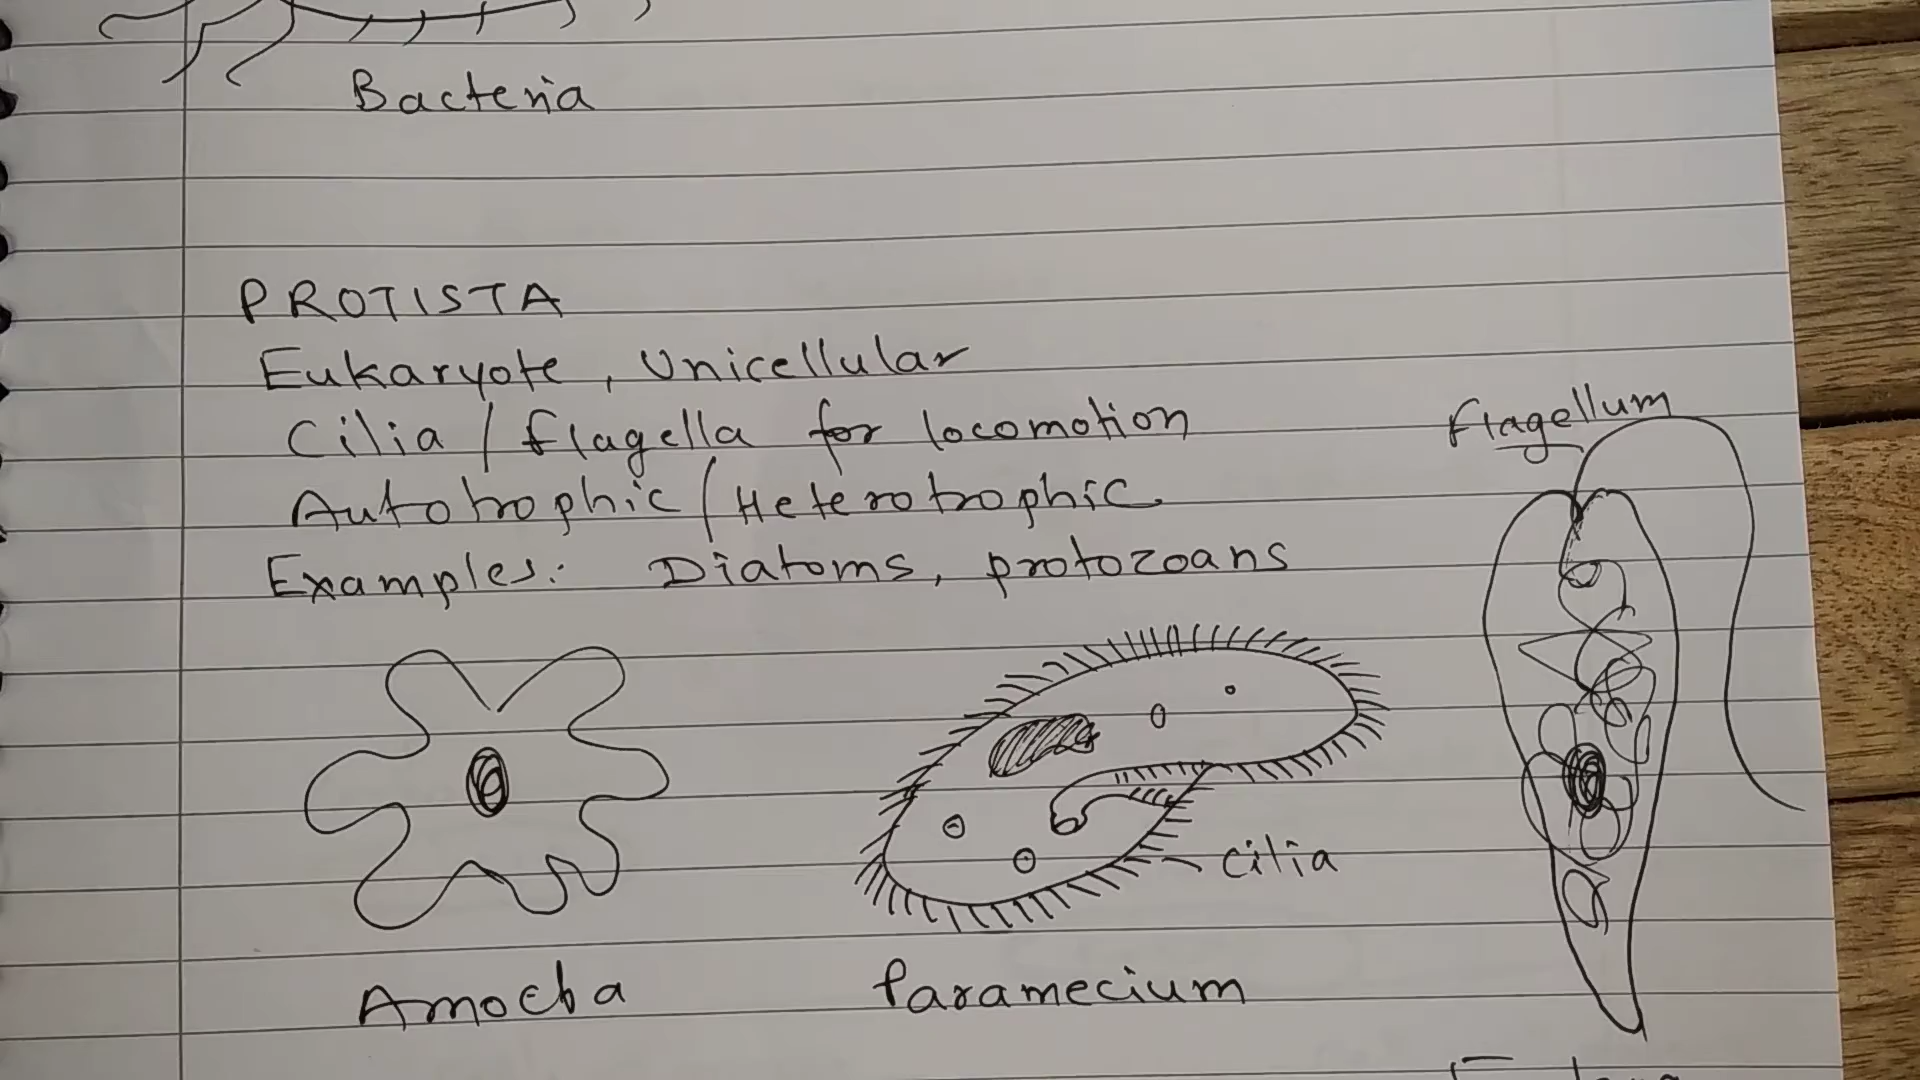 Bacteria
PROTISTA
Eukaryote, Unicellular
Cilia / flagella for locomotion
Autotrophic / Heterotrophic
Examples: Diatoms, protozoans
Flagellum
Cilia
Amoeba
Paramecium